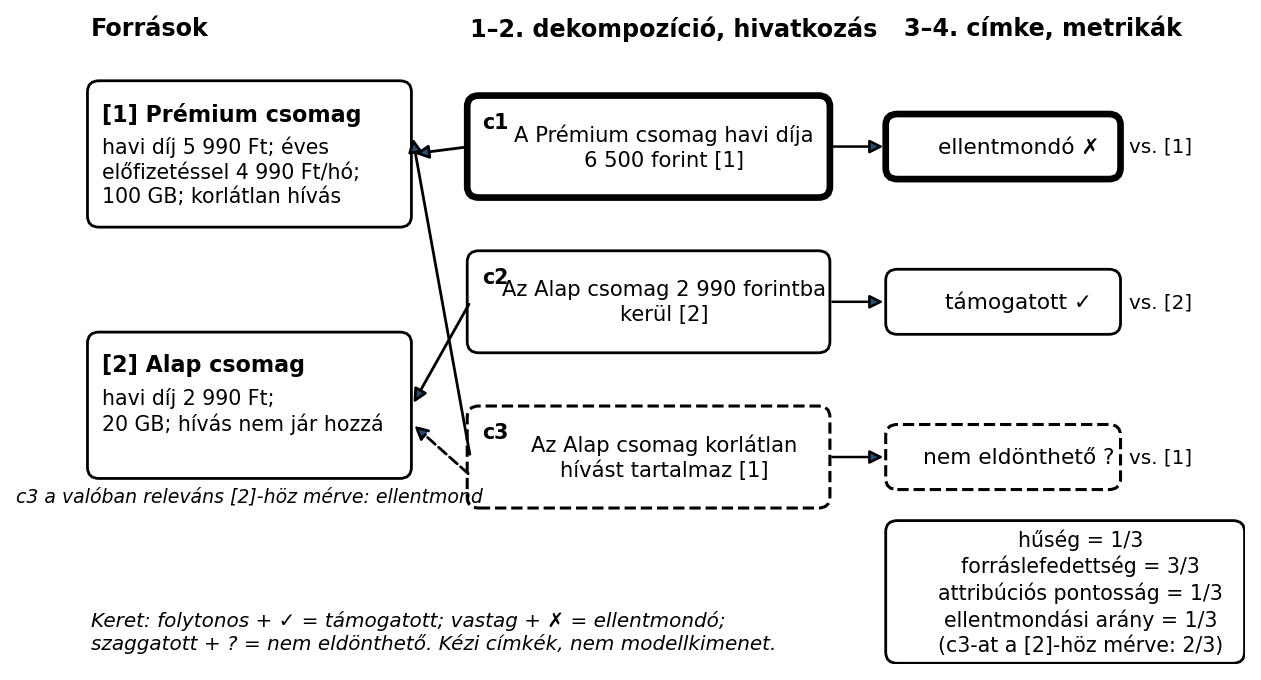 Források
1–2. dekompozíció, hivatkozás
3–4. címke, metrikák
[1] Prémium csomag
havi díj 5 990 Ft; éves
előfizetéssel 4 990 Ft/hó;
100 GB; korlátlan hívás
c1
A Prémium csomag havi díja
6 500 forint [1]
ellentmondó ✗
vs. [1]
c2
Az Alap csomag 2 990 forintba
kerül [2]
támogatott ✓
vs. [2]
[2] Alap csomag
havi díj 2 990 Ft;
20 GB; hívás nem jár hozzá
c3
Az Alap csomag korlátlan
hívást tartalmaz [1]
nem eldönthető ?
vs. [1]
c3 a valóban releváns [2]-höz mérve: ellentmond
hűség = 1/3
forráslefedettség = 3/3
attribúciós pontosság = 1/3
ellentmondási arány = 1/3
(c3-at a [2]-höz mérve: 2/3)
Keret: folytonos + ✓ = támogatott; vastag + ✗ = ellentmondó;
szaggatott + ? = nem eldönthető. Kézi címkék, nem modellkimenet.